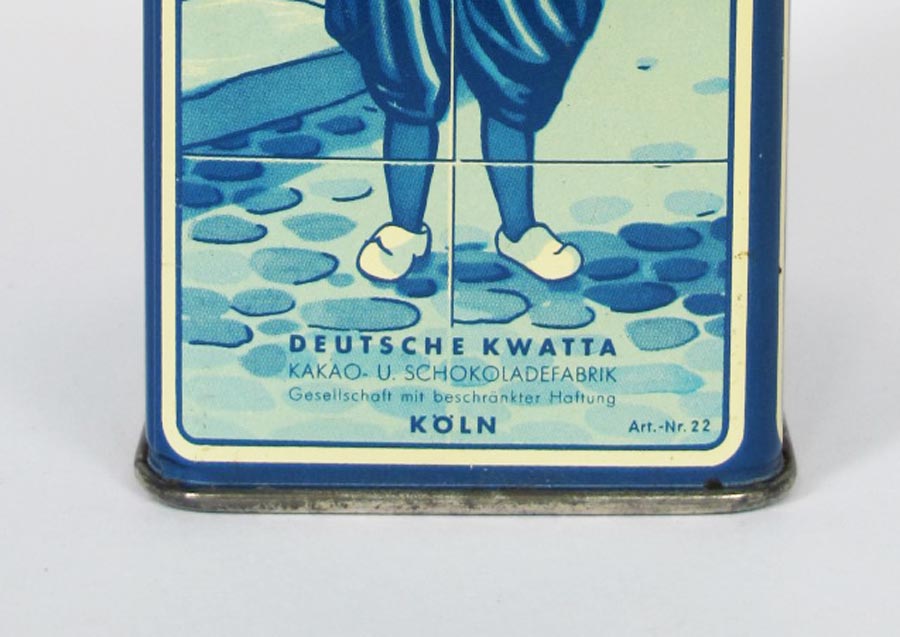 DEUTSCHE KWATTA
KAKAO- U. SCHOKOLADEFABRIK
Gesellschaft mit beschränkter Haftung
KÖLN
Art.-Nr. 22